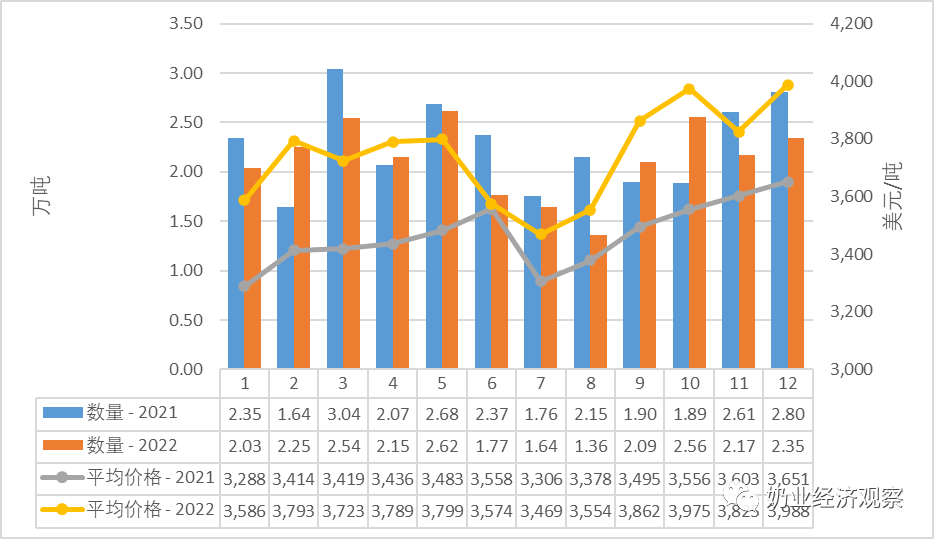 3.50
3.00
2.50
2.00
1.50
1.00
0.50
0.00
万吨
4,200
4,000
3,800
3,600
3,400
3,200
3,000
美元/吨
1 2 3 4 5 6 7 8 9 10 11 12
数量 - 2021 2.35 1.64 3.04 2.07 2.68 2.37 1.76 2.15 1.90 1.89 2.61 2.80
数量 - 2022 2.03 2.25 2.54 2.15 2.62 1.77 1.64 1.36 2.09 2.56 2.17 2.35
平均价格 - 2021 3,288 3,414 3,419 3,436 3,483 3,558 3,306 3,378 3,495 3,556 3,603 3,651
平均价格 - 2022 3,586 3,793 3,723 3,789 3,799 3,574 3,469 3,554 3,862 3,975 3,825 3,988
奶业经济观察